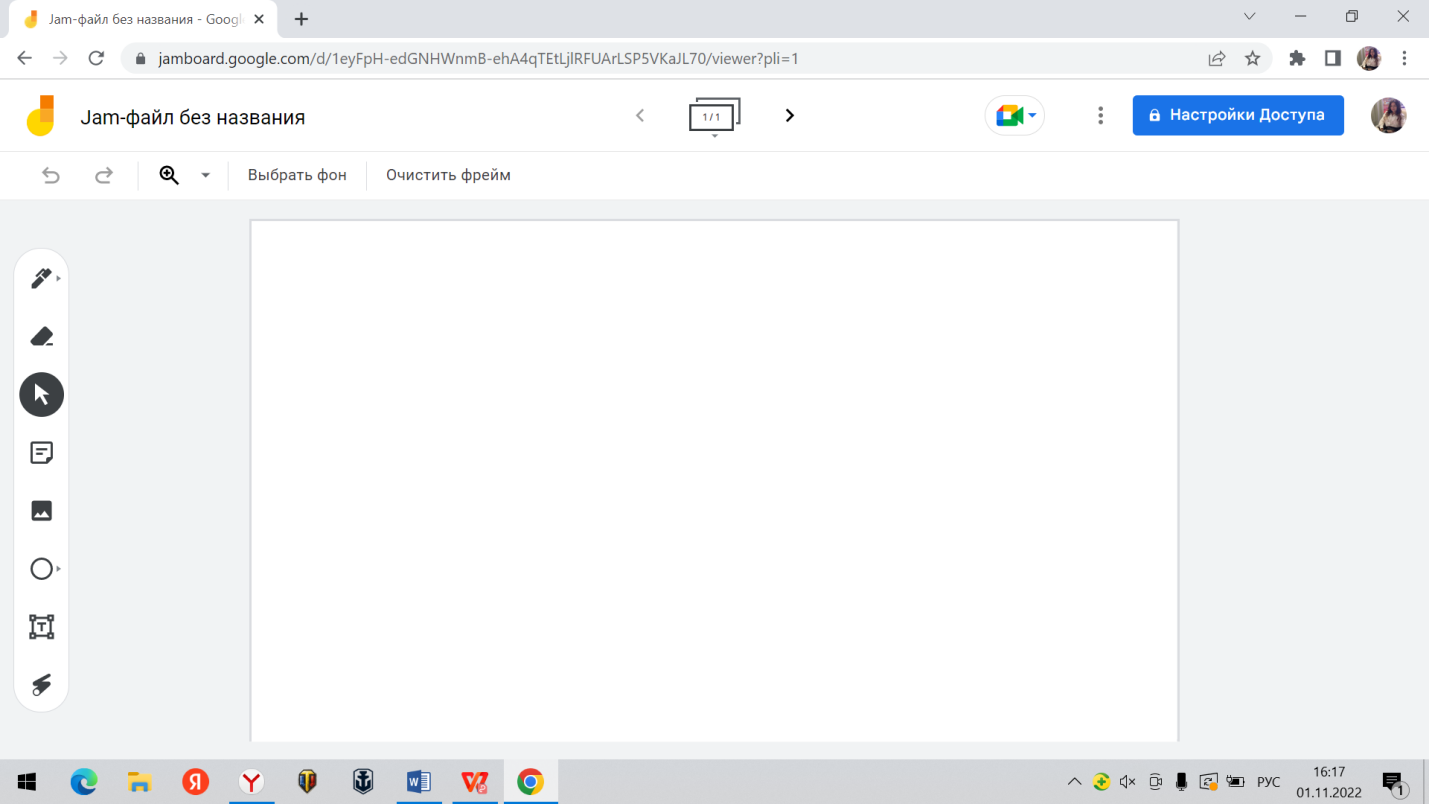 Jam-файл без названия - Googl
jamboard.google.com/d/1eyFpH-edGNHWnmB-ehA4qTEtLjlRFUArLSP5VKaJL70/viewer?pli=1
Jam-файл без названия
1 / 1
Настройки Доступа
Выбрать фон
Очистить фрейм
T
Я
Y
W
P
РУС
16:17
01.11.2022
1